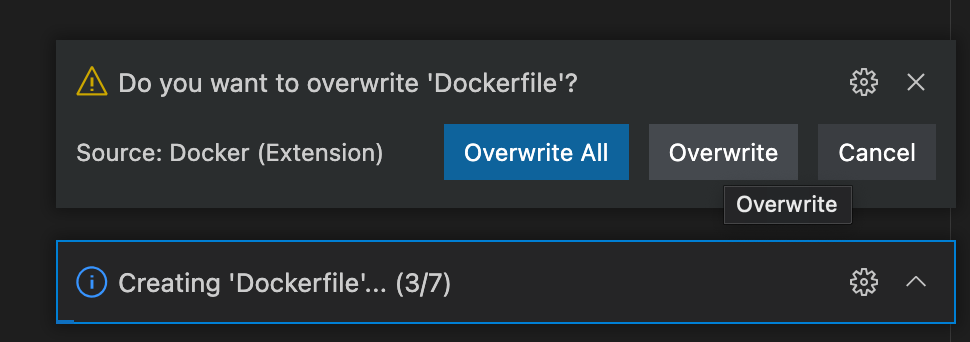 Do you want to overwrite 'Dockerfile'?
Source: Docker (Extension)
Overwrite All
Overwrite
Cancel
Overwrite
Creating 'Dockerfile'... (3/7)